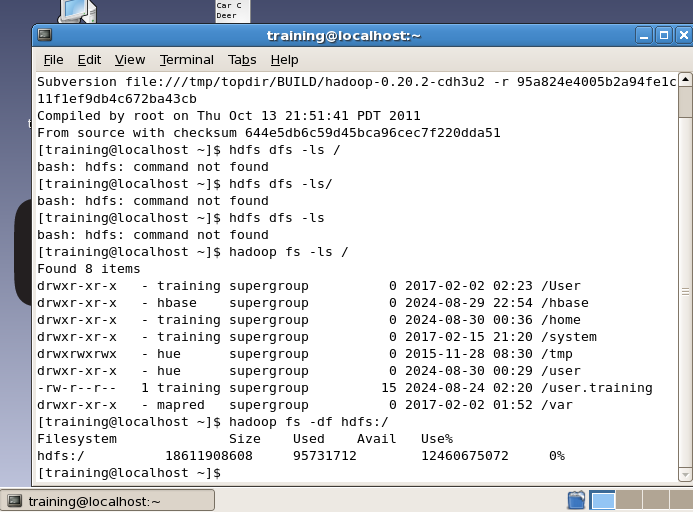 Car C
Deer
training@localhost:~
File Edit View Terminal Tabs Help
Subversion file:///tmp/topdir/BUILD/hadoop-0.20.2-cdh3u2 -r 95a824e4005b2a94fe1c
11f1ef9db4c672ba43cb
Compiled by root on Thu Oct 13 21:51:41 PDT 2011
From source with checksum 644e5db6c59d45bca96cec7f220dda51
[training@localhost ~]$ hdfs dfs -ls /
bash: hdfs: command not found
[training@localhost ~]$ hdfs dfs -ls/
bash: hdfs: command not found
[training@localhost ~]$ hdfs dfs -ls
bash: hdfs: command not found
[training@localhost ~]$ hadoop fs -ls /
Found 8 items
drwxr-xr-x   - training supergroup          0 2017-02-02 02:23 /User
drwxr-xr-x   - hbase    supergroup          0 2024-08-29 22:54 /hbase
drwxr-xr-x   - training supergroup          0 2024-08-30 00:36 /home
drwxr-xr-x   - training supergroup          0 2017-02-15 21:20 /system
drwxrwxrwx   - hue      supergroup          0 2015-11-28 08:30 /tmp
drwxr-xr-x   - hue      supergroup          0 2024-08-30 00:29 /user
-rw-r--r--   1 training supergroup         15 2024-08-24 02:20 /user.training
drwxr-xr-x   - mapred   supergroup          0 2017-02-02 01:52 /var
[training@localhost ~]$ hadoop fs -df hdfs:/
Filesystem              Size    Used    Avail   Use%
hdfs:/          18611908608     95731712        12460675072     0%
[training@localhost ~]$
training@localhost:~